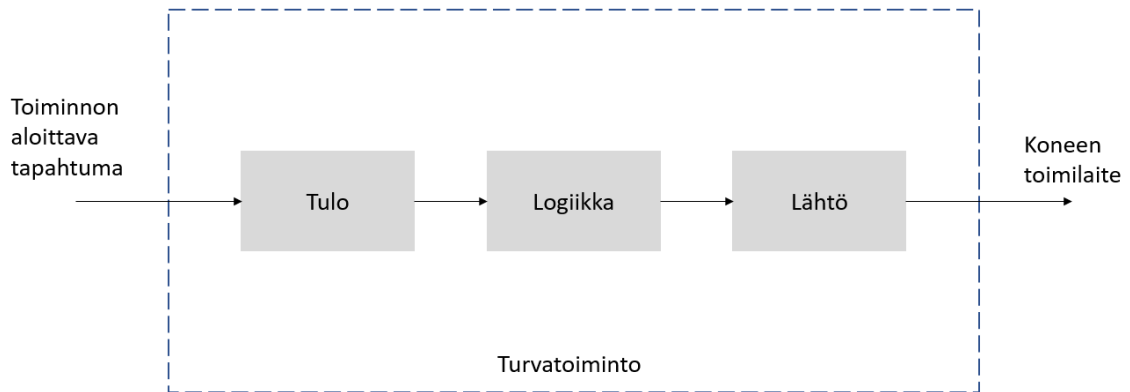 Toiminnon
aloittava
tapahtuma
Tulo
Logiikka
Lähtö
Koneen
toimilaite
Turvatoiminto